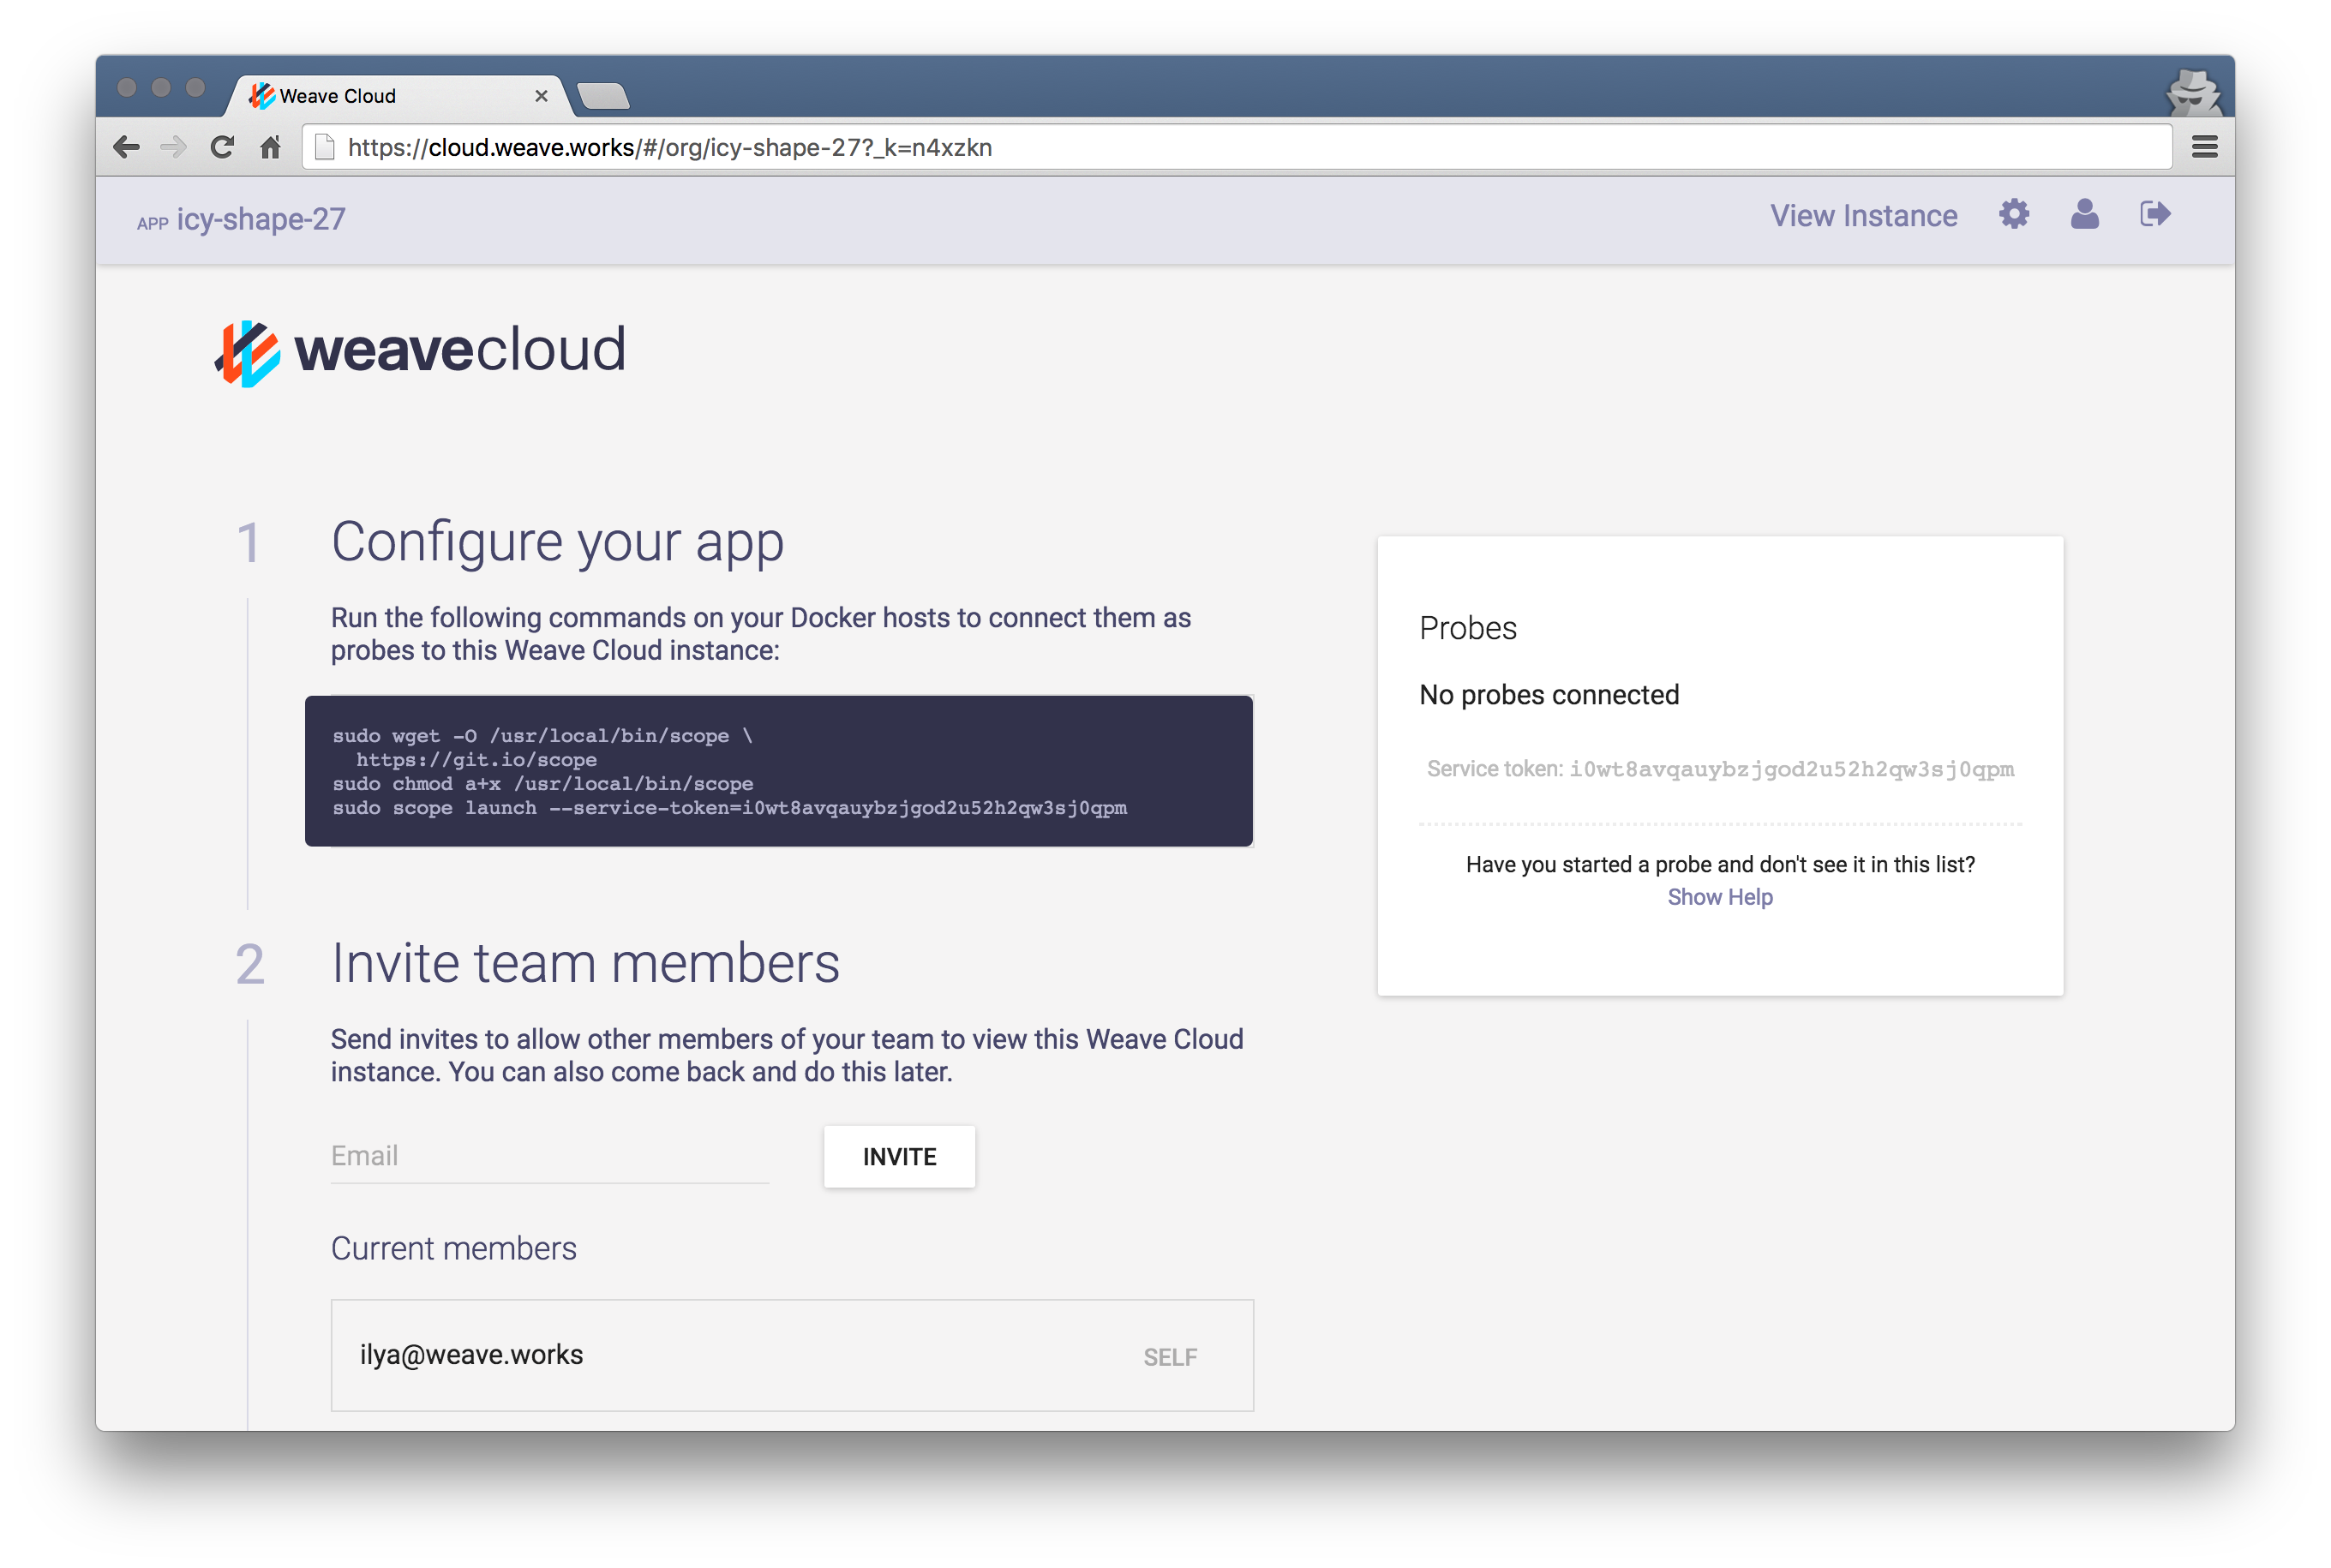 Weave Cloud
https://cloud.weave.works/#/org/icy-shape-27?_k=n4xzkn
APP icy-shape-27
View Instance
weavecloud
1 Configure your app
Run the following commands on your Docker hosts to connect them as
probes to this Weave Cloud instance:
sudo wget -O /usr/local/bin/scope \
https://git.io/scope
sudo chmod a+x /usr/local/bin/scope
sudo scope launch --service-token=i0wt8avqauybzjgod2u52h2qw3sj0qpm
Probes
No probes connected
Service token: i0wt8avqauybzjgod2u52h2qw3sj0qpm
Have you started a probe and don't see it in this list?
Show Help
2 Invite team members
Send invites to allow other members of your team to view this Weave Cloud
instance. You can also come back and do this later.
Email
INVITE
Current members
ilya@weave.works
SELF